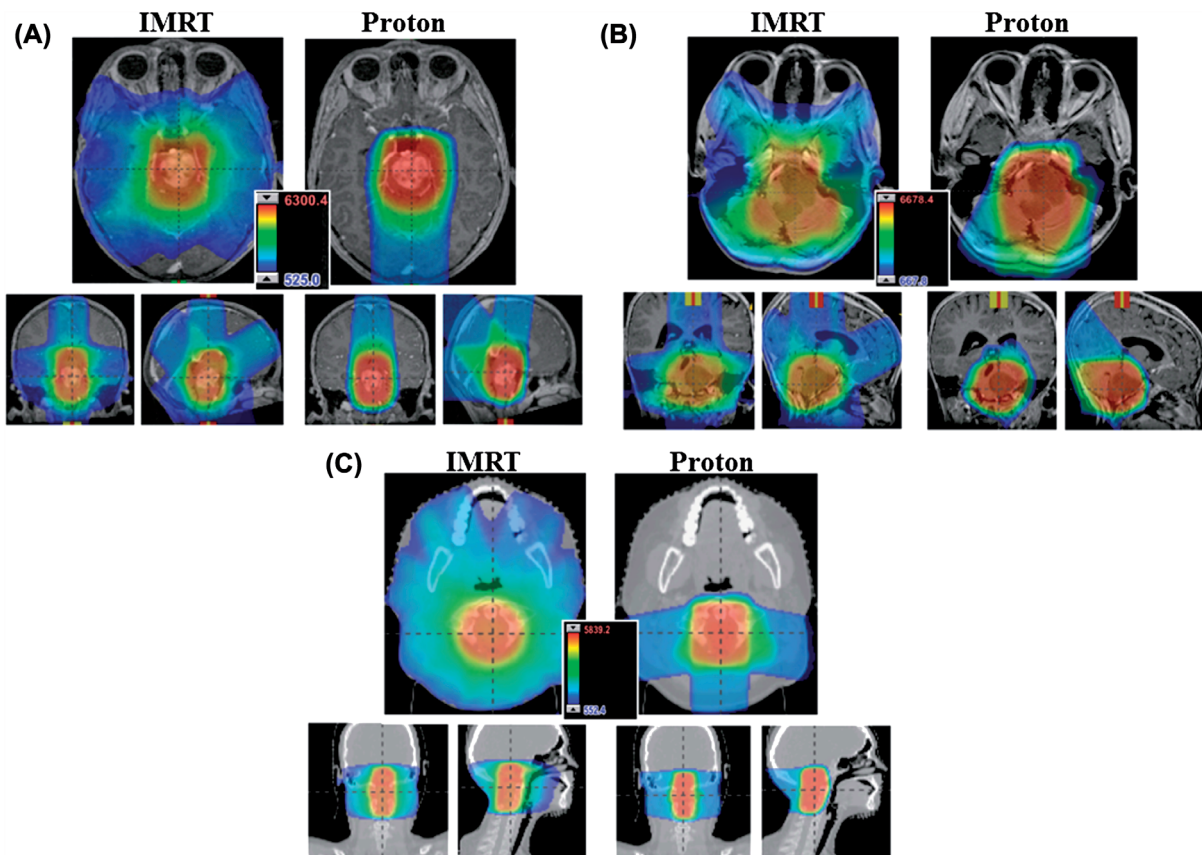 (A)
IMRT
Proton
6300.4
525.0
(B)
IMRT
Proton
6678.4
667.8
(C)
IMRT
Proton
5839.2
552.4